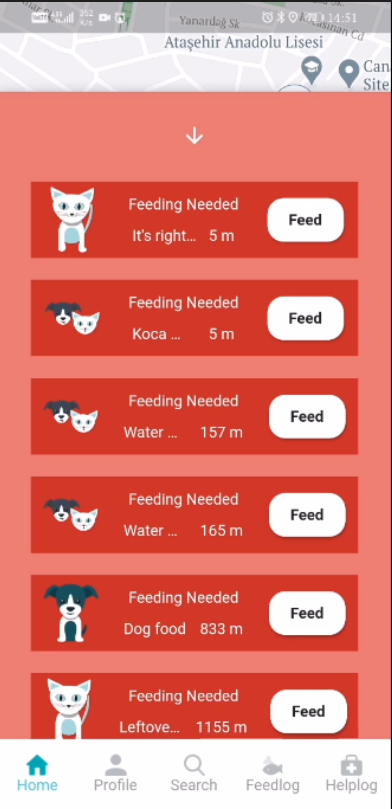 352
K/s
14:51
Yanardağ Sk
Ataşehir Anadolu Lisesi
Can
Site
Feeding Needed
It's right... 5 m
Feed
Feeding Needed
Koca ... 5 m
Feed
Feeding Needed
Water ... 157 m
Feed
Feeding Needed
Water ... 165 m
Feed
Feeding Needed
Dog food 833 m
Feed
Feeding Needed
Leftove... 1155 m
Feed
Home
Profile
Search
Feedlog
Helplog